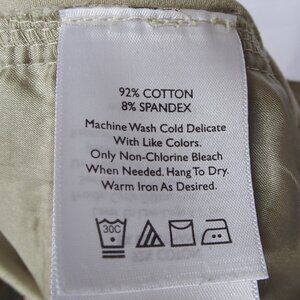 92% COTTON
8% SPANDEX
Machine Wash Cold Delicate
With Like Colors.
Only Non-Chlorine Bleach
When Needed. Hang To Dry.
Warm Iron As Desired.
30C